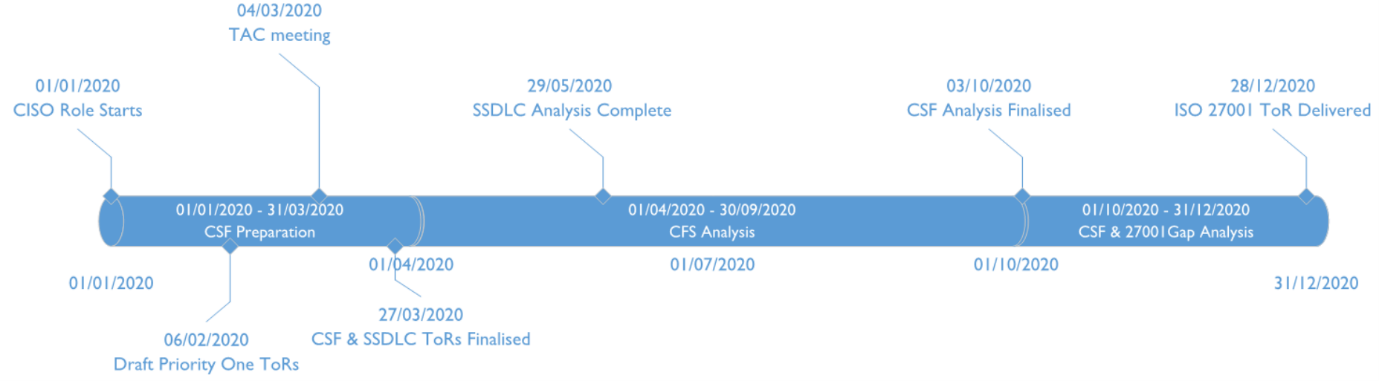 04/03/2020
TAC meeting
01/01/2020
CISO Role Starts
29/05/2020
SSDLC Analysis Complete
03/10/2020
CSF Analysis Finalised
28/12/2020
ISO 27001 ToR Delivered
01/01/2020 - 31/03/2020
CSF Preparation
01/04/2020 - 30/09/2020
CFS Analysis
01/10/2020 - 31/12/2020
CSF & 27001Gap Analysis
01/01/2020
01/04/2020
01/07/2020
01/10/2020
31/12/2020
06/02/2020
Draft Priority One ToRs
27/03/2020
CSF & SSDLC ToRs Finalised